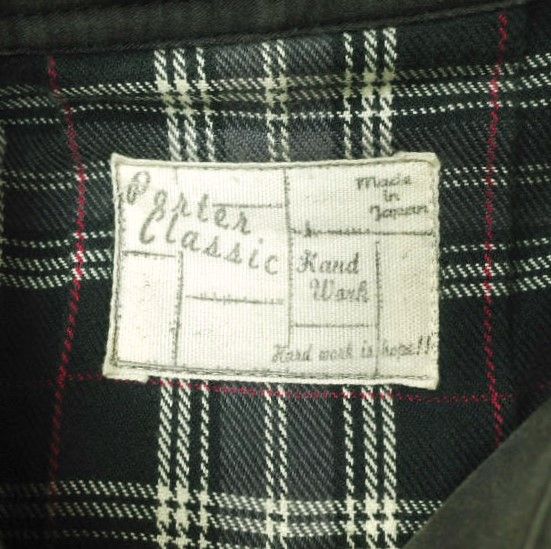 Porter
Classic
Made
in
Japan
Hand
Work
Hard work is hope!!